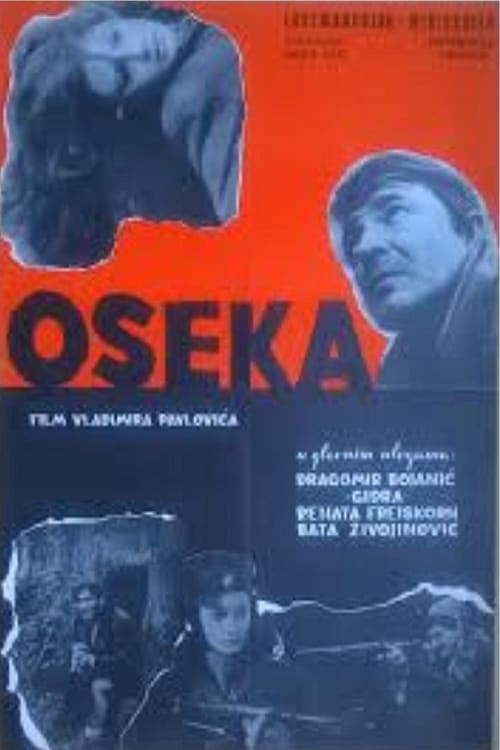 OSEKA
FILM VLADIMIRA PAVLOVIĆA
u glavnim ulogama:
DRAGOMIR BOJANIĆ
-GIDRA
RENATA FREISKORN
BATA ŽIVOJINOVIĆ